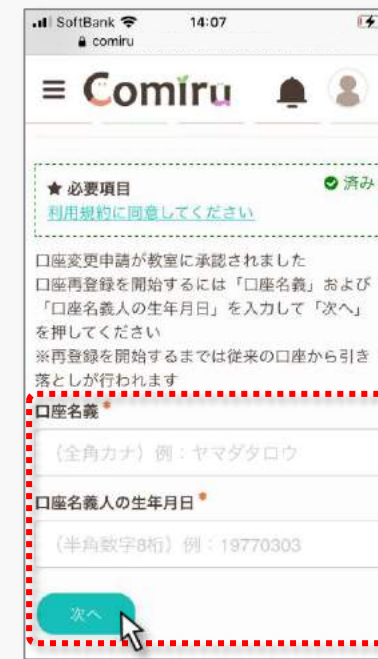 SoftBank 14:07
comiru
Comiru
★ 必要項目 済み
利用規約に同意してください
口座変更申請が教室に承認されました
口座再登録を開始するには「口座名義」および
「口座名義人の生年月日」を入力して「次へ」
を押してください
※再登録を開始するまでは従来の口座から引き
落としが行われます
口座名義*
(全角カナ)例:ヤマダタロウ
口座名義人の生年月日*
(半角数字8桁)例:19770303
次へ